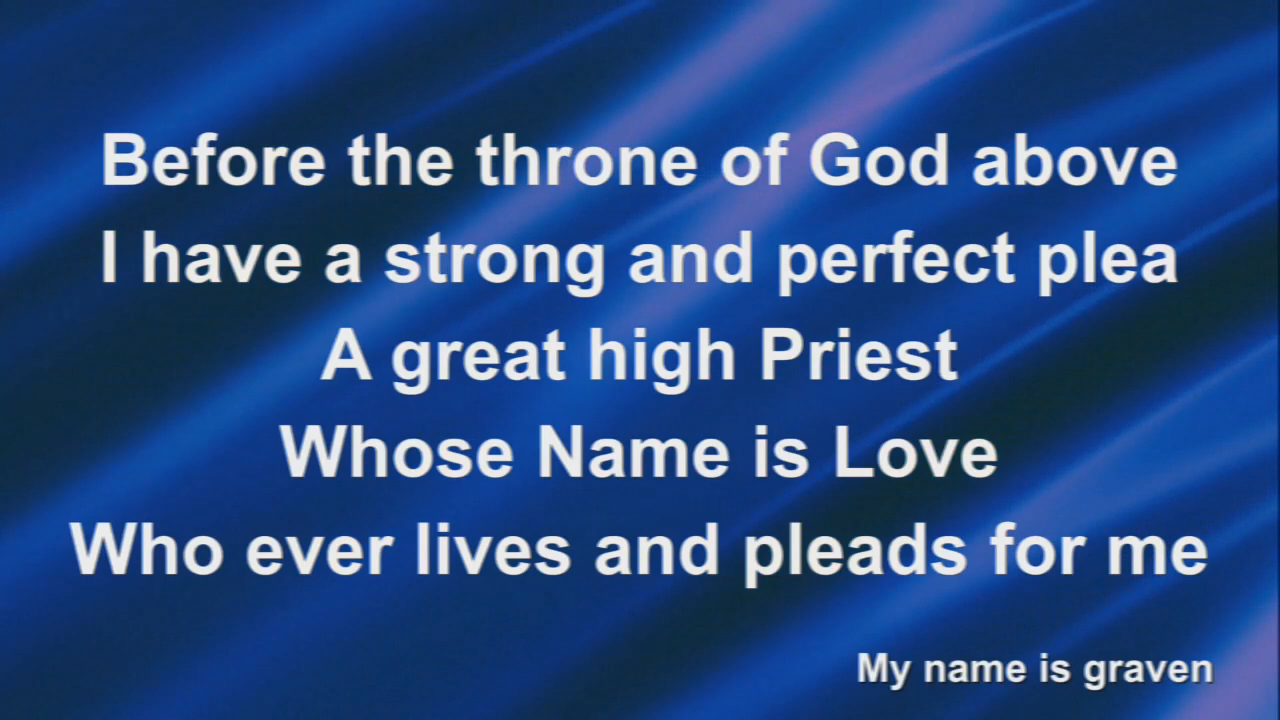 Before the throne of God above
I have a strong and perfect plea
A great high Priest
Whose Name is Love
Who ever lives and pleads for me
My name is graven